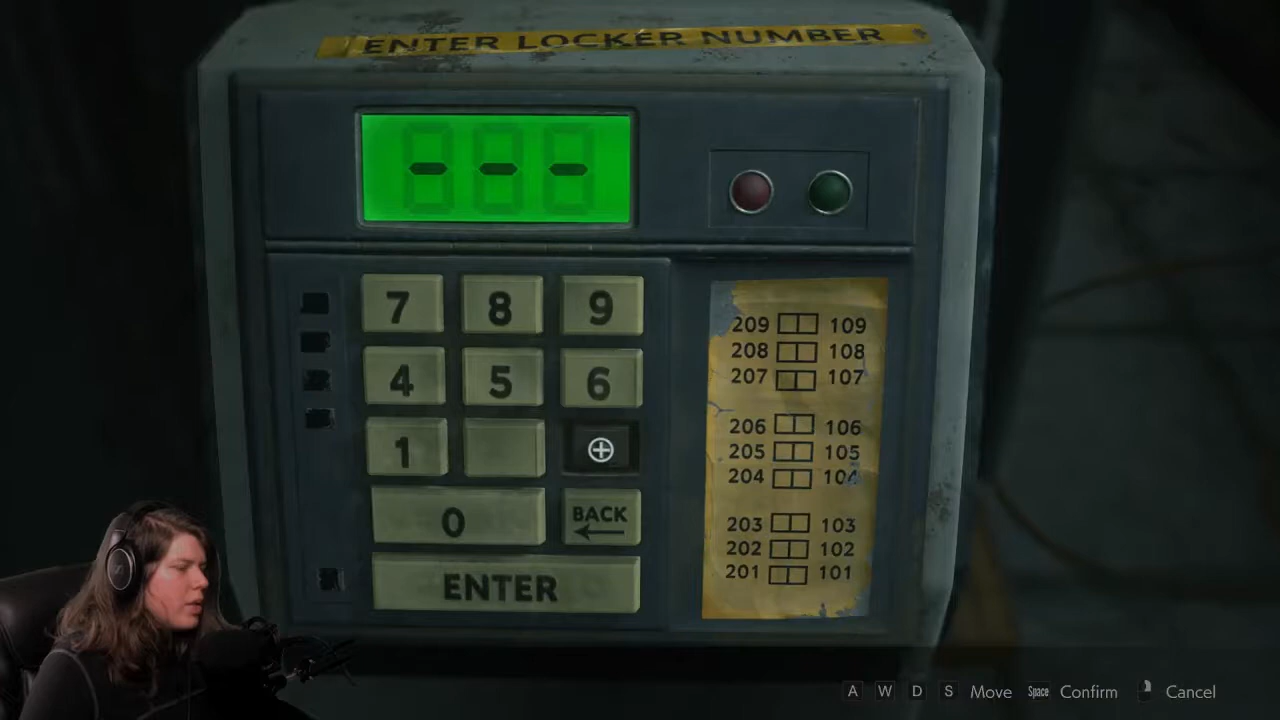 ENTER LOCKER NUMBER
7 8 9
4 5 6
1
0 BACK
ENTER
209 109
208 108
207 107
206 106
205 105
204 104
203 103
202 102
201 101
A W D S Move Space Confirm Cancel